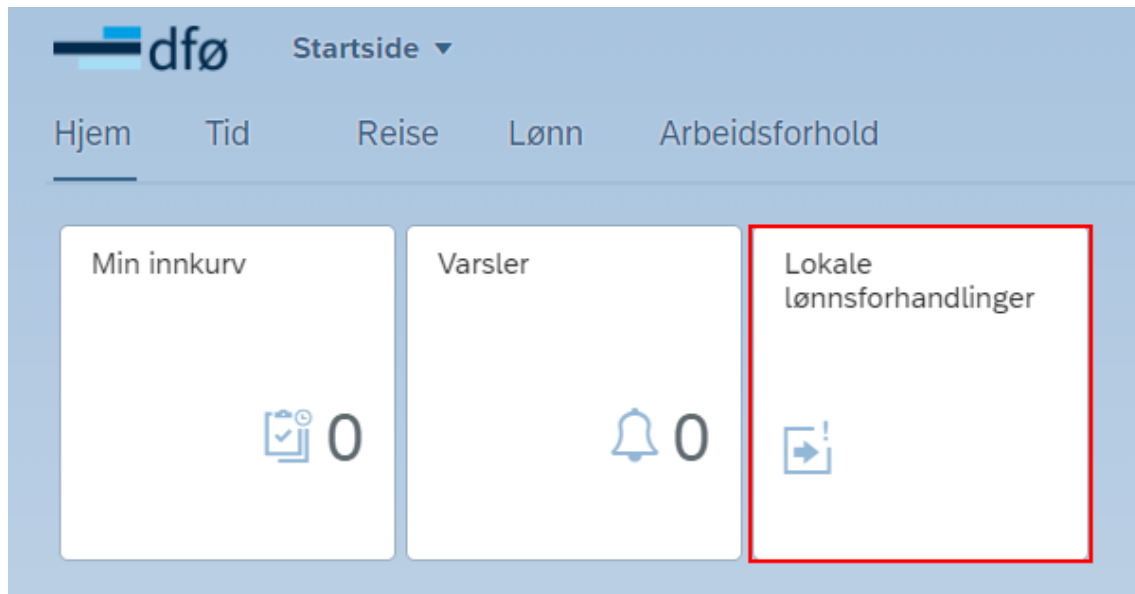 dfø Startside
Hjem Tid Reise Lønn Arbeidsforhold
Min innkurv
0
Varsler
0
Lokale
lønnsforhandlinger